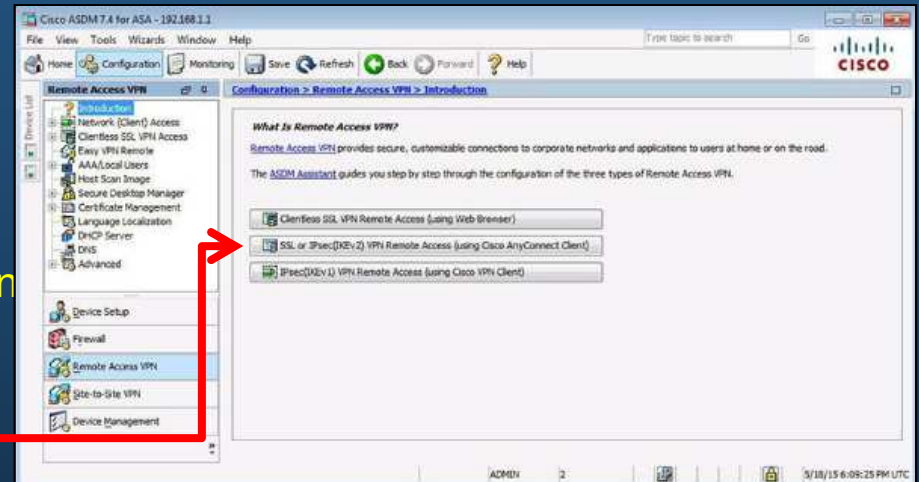 Cisco ASDM 7.4 for ASA - 192.168.1.1
File View Tools Wizards Window Help
Type topic to search Go
Home Configuration Monitoring Save Refresh Back Forward Help
CISCO
Device List
Remote Access VPN
Introduction
Network (Client) Access
Clientless SSL VPN Access
Easy VPN Remote
AAA/Local Users
Host Scan Image
Secure Desktop Manager
Certificate Management
Language Localization
DHCP Server
DNS
Advanced
Device Setup
Firewall
Remote Access VPN
Site-to-Site VPN
Device Management
Configuration > Remote Access VPN > Introduction
What Is Remote Access VPN?
Remote Access VPN provides secure, customizable connections to corporate networks and applications to users at home or on the road.
The ASDM Assistant guides you step by step through the configuration of the three types of Remote Access VPN.
Clientless SSL VPN Remote Access (using Web Browser)
SSL or IPsec(IKEv2) VPN Remote Access (using Cisco AnyConnect Client)
IPsec(IKEv1) VPN Remote Access (using Cisco VPN Client)
ADMIN 2 5/18/15 6:09:25 PM UTC